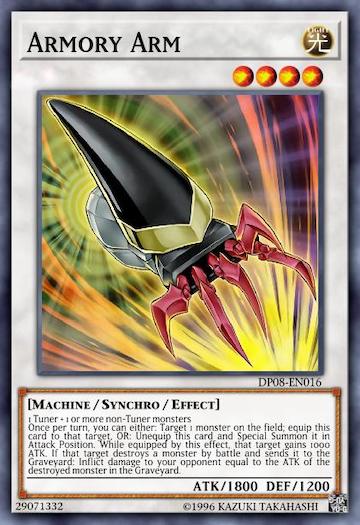 ARMORY ARM
LIGHT
光
DP08-EN016
[MACHINE / SYNCHRO / EFFECT]
1 Tuner + 1 or more non-Tuner monsters
Once per turn, you can either: Target 1 monster on the field; equip this
card to that target, OR: Unequip this card and Special Summon it in
Attack Position. While equipped by this effect, that target gains 1000
ATK. If that target destroys a monster by battle and sends it to the
Graveyard: Inflict damage to your opponent equal to the ATK of the
destroyed monster in the Graveyard.
ATK/1800 DEF/1200
29071332 ©1996 KAZUKI TAKAHASHI